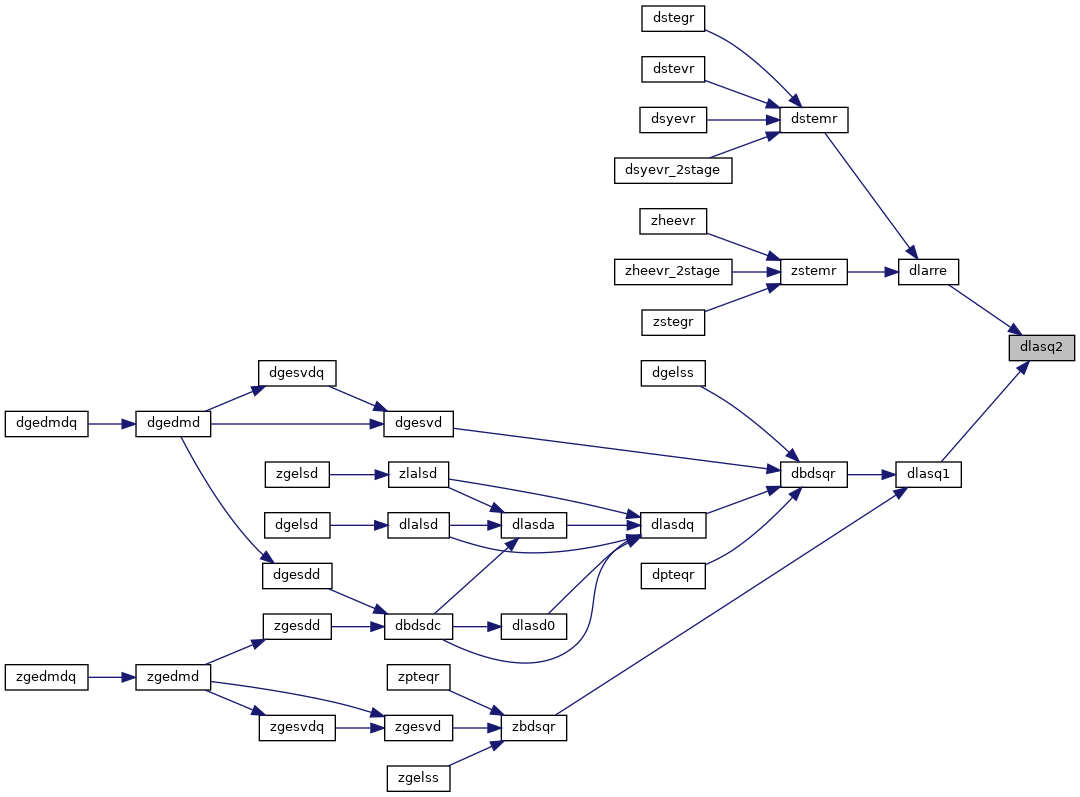 dstegr
dstevr
dsyevr
dstemr
dsyevr_2stage
zheevr
zheevr_2stage
zstemr
dlarre
zstegr
dlasq2
dgesvdq
dgelss
dgedmdq
dgedmd
dgesvd
zgelsd
zlalsd
dbdsqr
dlasq1
dgelsd
dlalsd
dlasda
dlasdq
dgesdd
dpteqr
zgesdd
dbdsdc
dlasd0
zgedmdq
zgedmd
zpteqr
zgesvdq
zgesvd
zbdsqr
zgelss